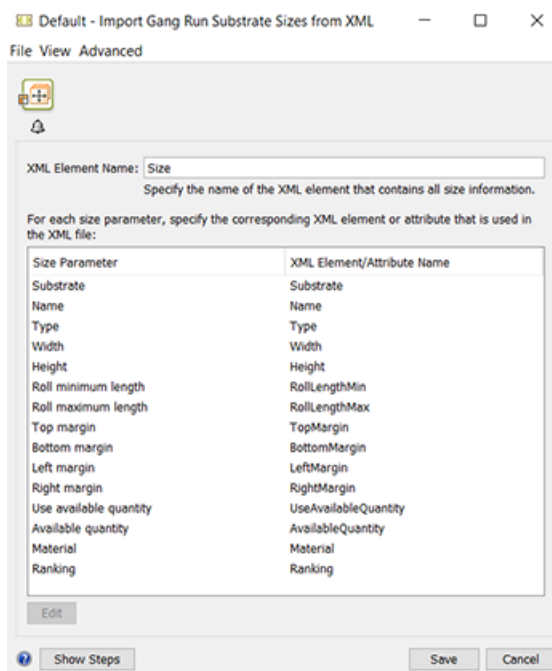 Default - Import Gang Run Substrate Sizes from XML
File View Advanced
XML Element Name: Size
Specify the name of the XML element that contains all size information.
For each size parameter, specify the corresponding XML element or attribute that is used in
the XML file:
Size Parameter XML Element/Attribute Name
Substrate Substrate
Name Name
Type Type
Width Width
Height Height
Roll minimum length RollLengthMin
Roll maximum length RollLengthMax
Top margin TopMargin
Bottom margin BottomMargin
Left margin LeftMargin
Right margin RightMargin
Use available quantity UseAvailableQuantity
Available quantity AvailableQuantity
Material Material
Ranking Ranking
Edit
? Show Steps Save Cancel